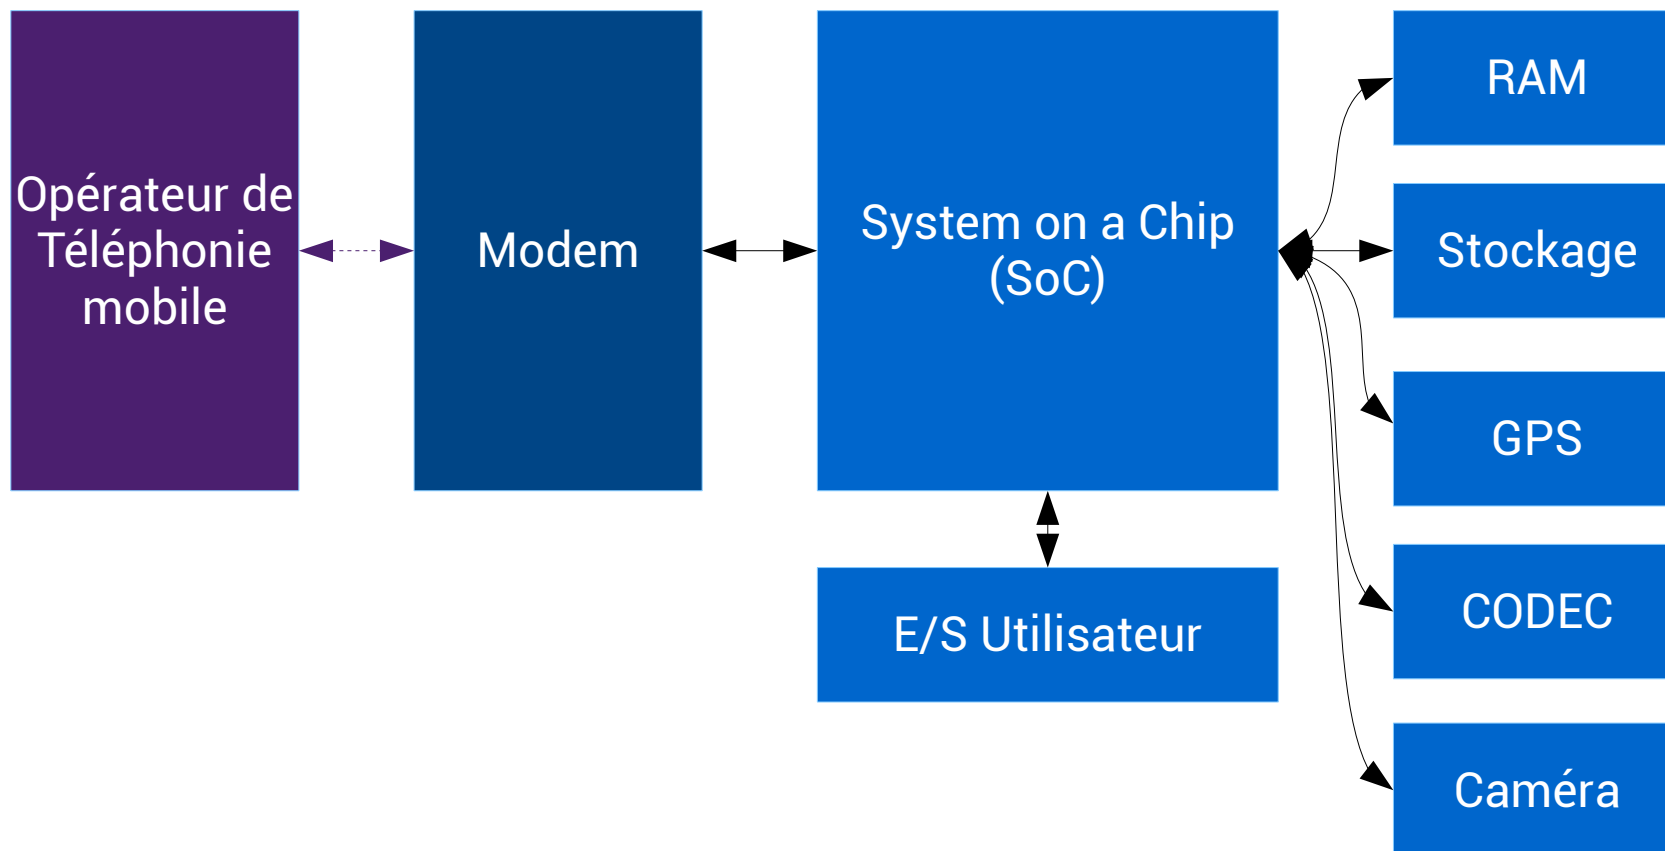 Opérateur de
Téléphonie
mobile
Modem
System on a Chip
(SoC)
E/S Utilisateur
RAM
Stockage
GPS
CODEC
Caméra